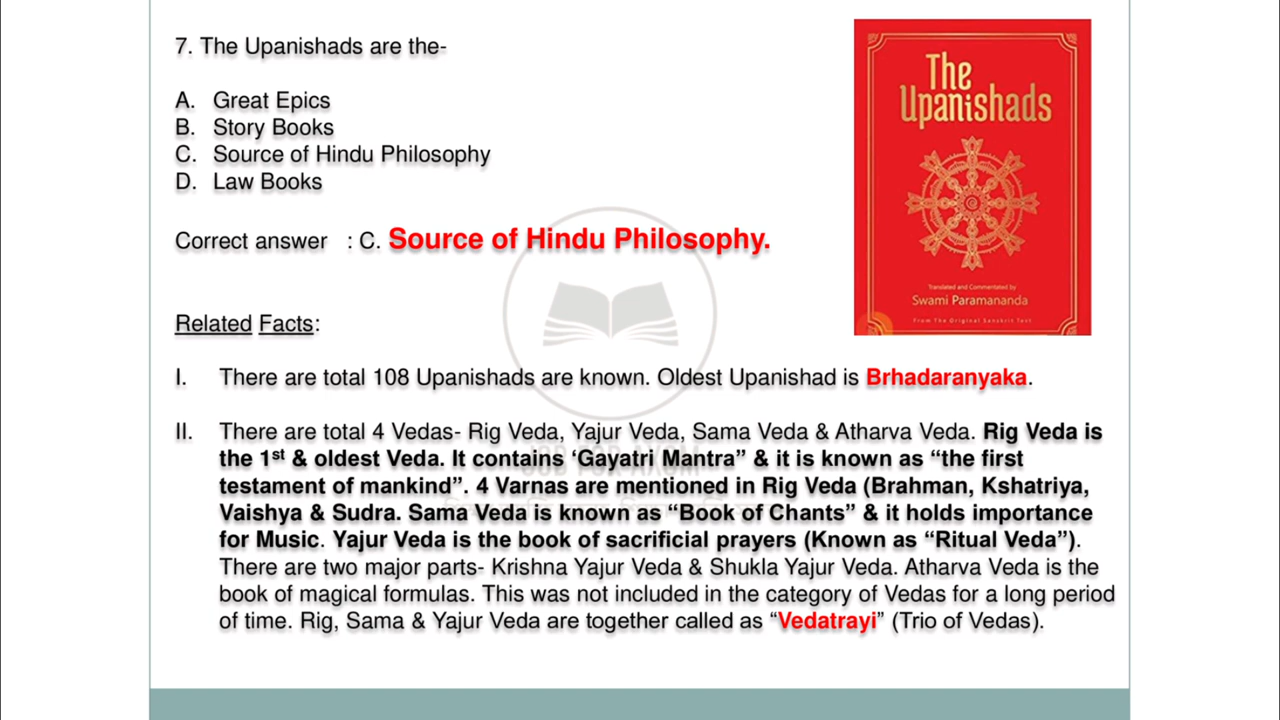 7. The Upanishads are the-
A. Great Epics
B. Story Books
C. Source of Hindu Philosophy
D. Law Books
Correct answer : C. Source of Hindu Philosophy.
Related Facts:
I. There are total 108 Upanishads are known. Oldest Upanishad is Brhadaranyaka.
II. There are total 4 Vedas- Rig Veda, Yajur Veda, Sama Veda & Atharva Veda. Rig Veda is
the 1st & oldest Veda. It contains ‘Gayatri Mantra” & it is known as “the first
testament of mankind”. 4 Varnas are mentioned in Rig Veda (Brahman, Kshatriya,
Vaishya & Sudra. Sama Veda is known as “Book of Chants” & it holds importance
for Music. Yajur Veda is the book of sacrificial prayers (Known as “Ritual Veda”).
There are two major parts- Krishna Yajur Veda & Shukla Yajur Veda. Atharva Veda is the
book of magical formulas. This was not included in the category of Vedas for a long period
of time. Rig, Sama & Yajur Veda are together called as “Vedatrayi” (Trio of Vedas).
The
Upanishads
Translated and Commentated by
Swami Paramananda
From The Original Sanskrit Text